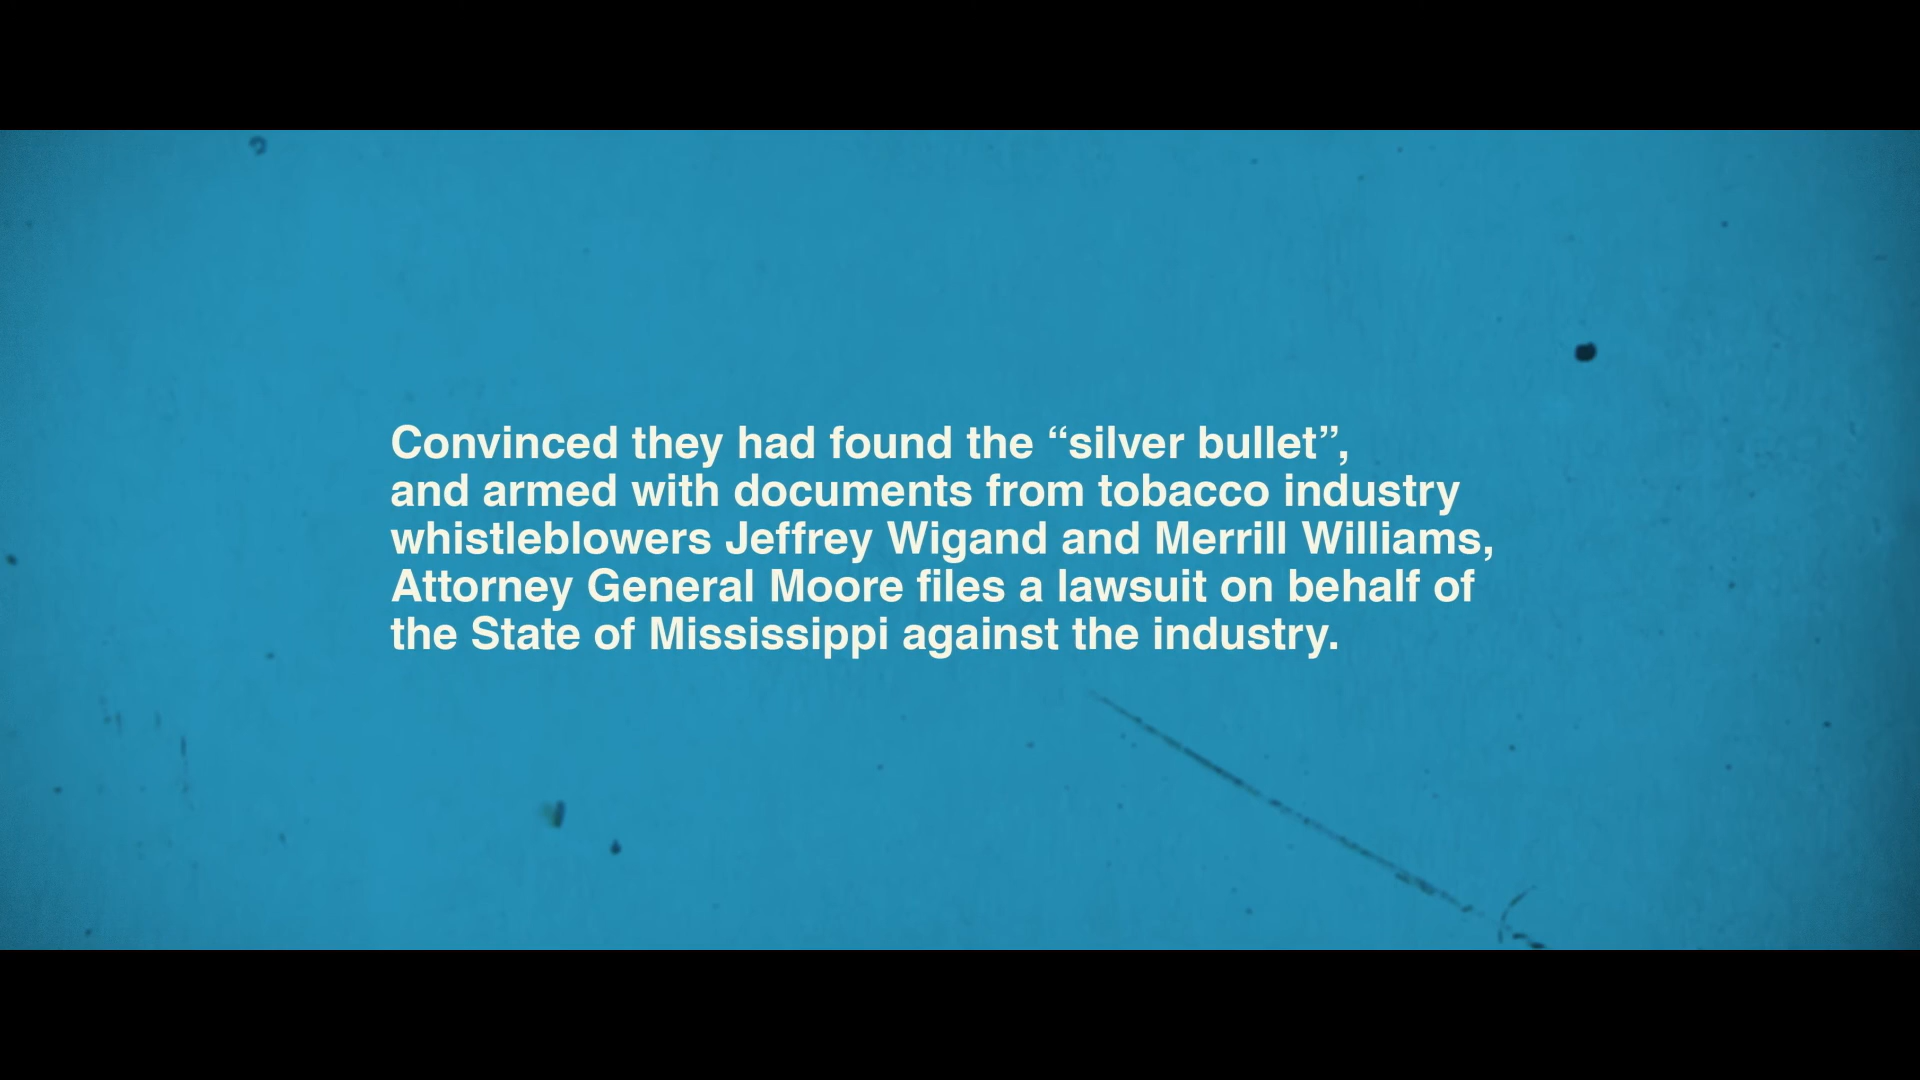 Convinced they had found the “silver bullet”,
and armed with documents from tobacco industry
whistleblowers Jeffrey Wigand and Merrill Williams,
Attorney General Moore files a lawsuit on behalf of
the State of Mississippi against the industry.